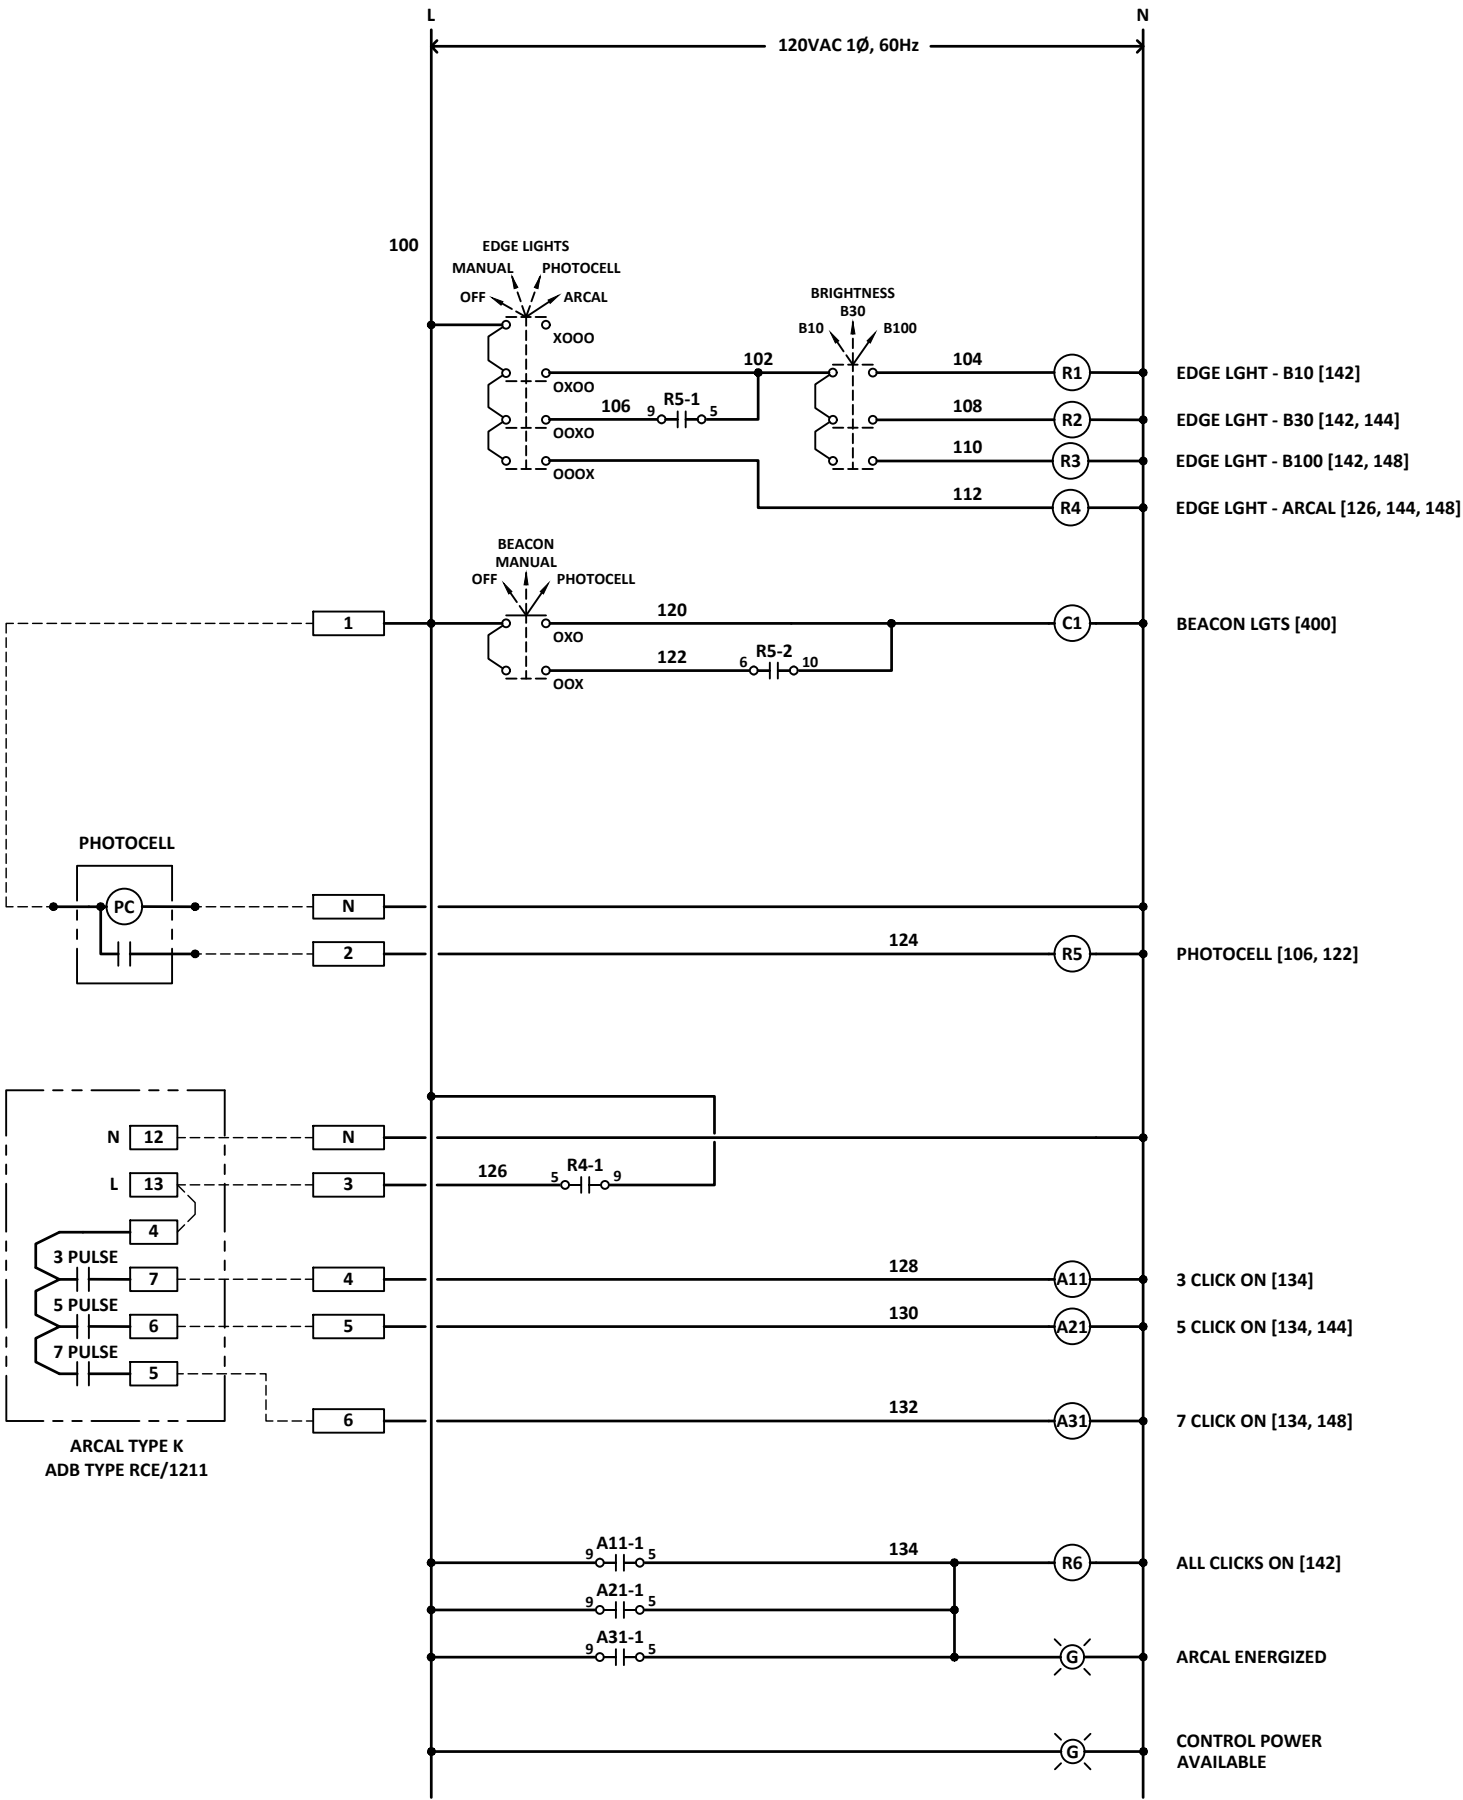 L
N
120VAC 1Ø, 60Hz
100
EDGE LIGHTS
MANUAL PHOTOCELL
OFF ARCAL
XOOO
OXOO
OOXO
OOOX
BRIGHTNESS
B30
B10 B100
102
104
R1
EDGE LGHT - B10 [142]
106
9 R5-1 5
108
R2
EDGE LGHT - B30 [142, 144]
110
R3
EDGE LGHT - B100 [142, 148]
112
R4
EDGE LGHT - ARCAL [126, 144, 148]
BEACON
MANUAL
OFF PHOTOCELL
1
OXO
120
C1
BEACON LGTS [400]
OOX
122
6 R5-2 10
PHOTOCELL
PC
N
2
124
R5
PHOTOCELL [106, 122]
N 12
N
L 13
3
126
5 R4-1 9
4
3 PULSE
7
4
128
A11
3 CLICK ON [134]
5 PULSE
6
5
130
A21
5 CLICK ON [134, 144]
7 PULSE
5
6
132
A31
7 CLICK ON [134, 148]
ARCAL TYPE K
ADB TYPE RCE/1211
9 A11-1 5
134
R6
ALL CLICKS ON [142]
9 A21-1 5
9 A31-1 5
G
ARCAL ENERGIZED
G
CONTROL POWER
AVAILABLE